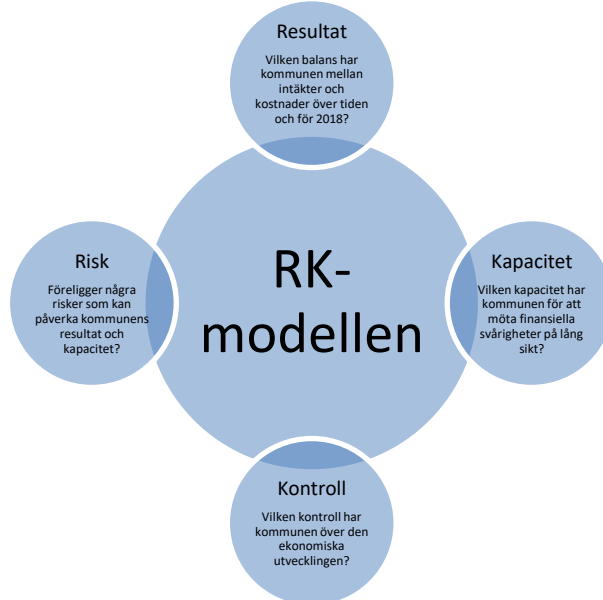 Resultat
Vilken balans har
kommunen mellan
intäkter och
kostnader över tiden
och för 2018?
Risk
Föreligger några
risker som kan
påverka kommunens
resultat och
kapacitet?
RK-
modellen
Kapacitet
Vilken kapacitet har
kommunen för att
möta finansiella
svårigheter på lång
sikt?
Kontroll
Vilken kontroll har
kommunen över den
ekonomiska
utvecklingen?